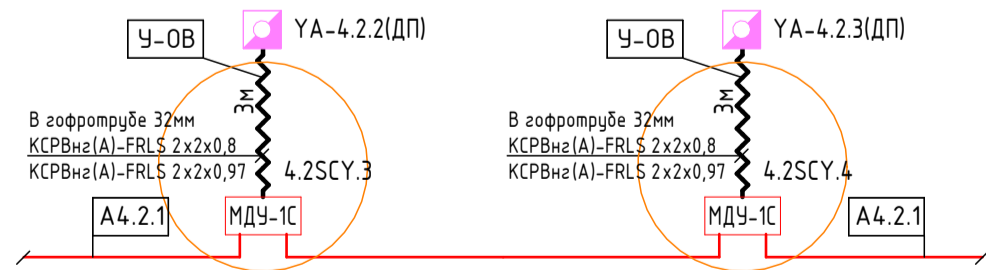 У-ОВ
YA-4.2.2(ДП)
3м
В гофротрубе 32мм
КСРВнг(А)-FRLS 2х2х0,8
КСРВнг(А)-FRLS 2х2х0,97
4.2SCY.3
А4.2.1
МДУ-1С
У-ОВ
YA-4.2.3(ДП)
3м
В гофротрубе 32мм
КСРВнг(А)-FRLS 2х2х0,8
КСРВнг(А)-FRLS 2х2х0,97
4.2SCY.4
МДУ-1С
А4.2.1